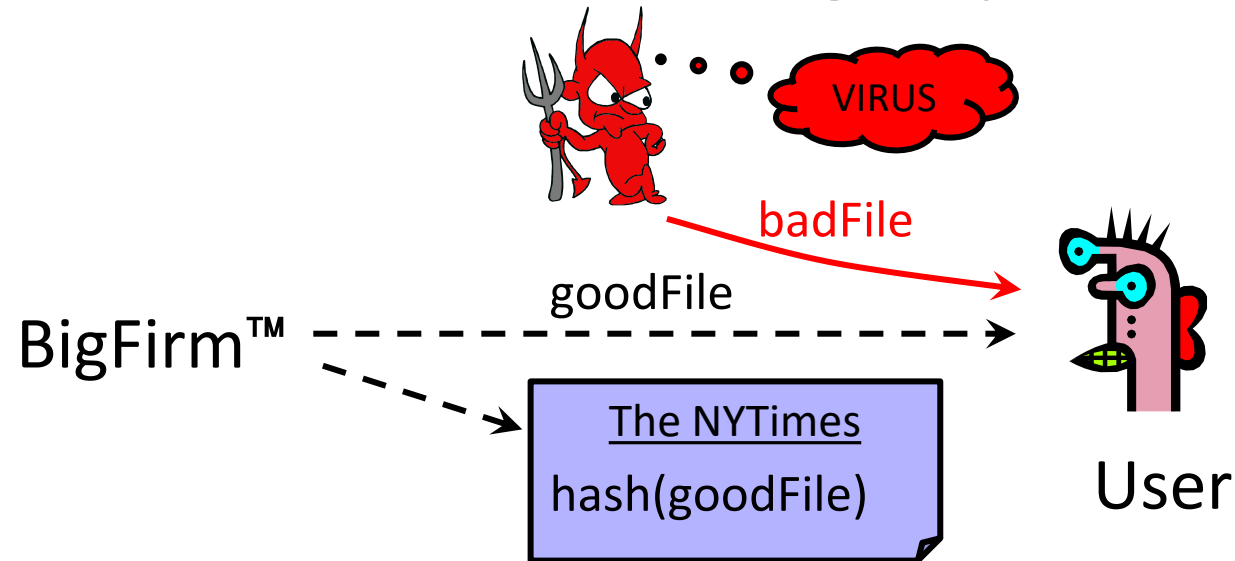 VIRUS
badFile
goodFile
BigFirm™
The NYTimes
hash(goodFile)
User